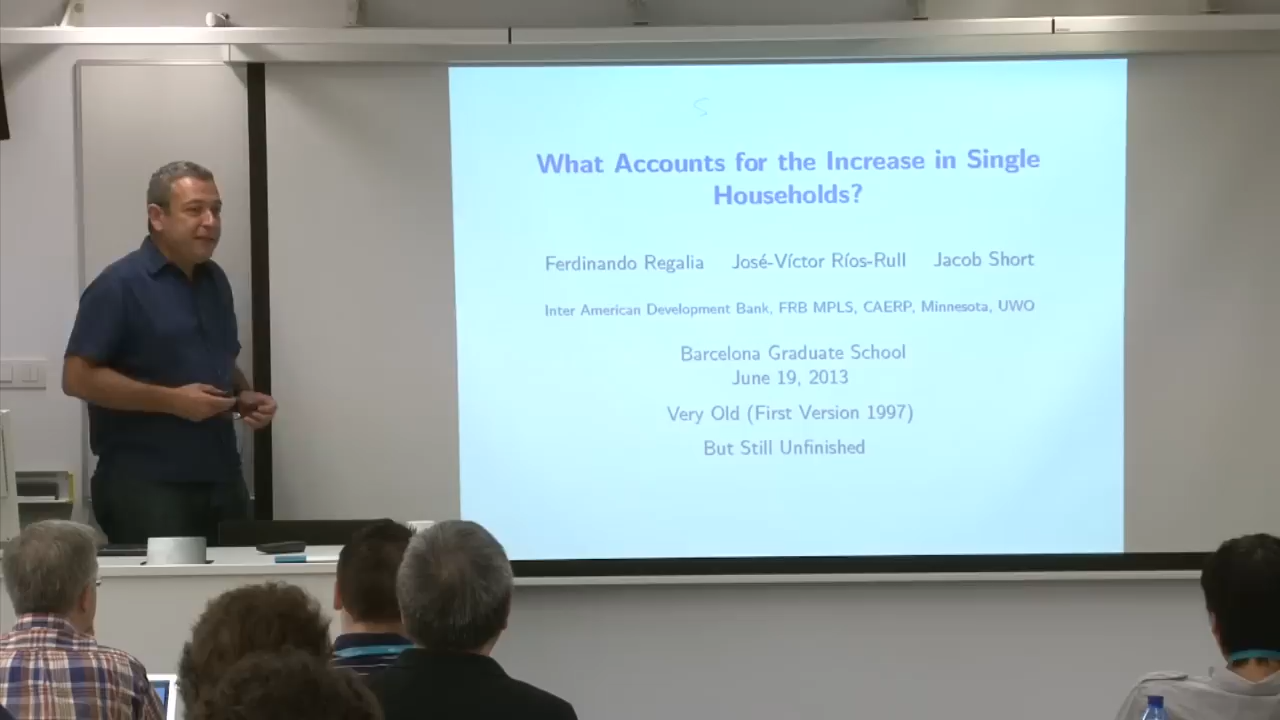 What Accounts for the Increase in Single
Households?
Ferdinando Regalia José-Víctor Ríos-Rull Jacob Short
Inter American Development Bank, FRB MPLS, CAERP, Minnesota, UWO
Barcelona Graduate School
June 19, 2013
Very Old (First Version 1997)
But Still Unfinished